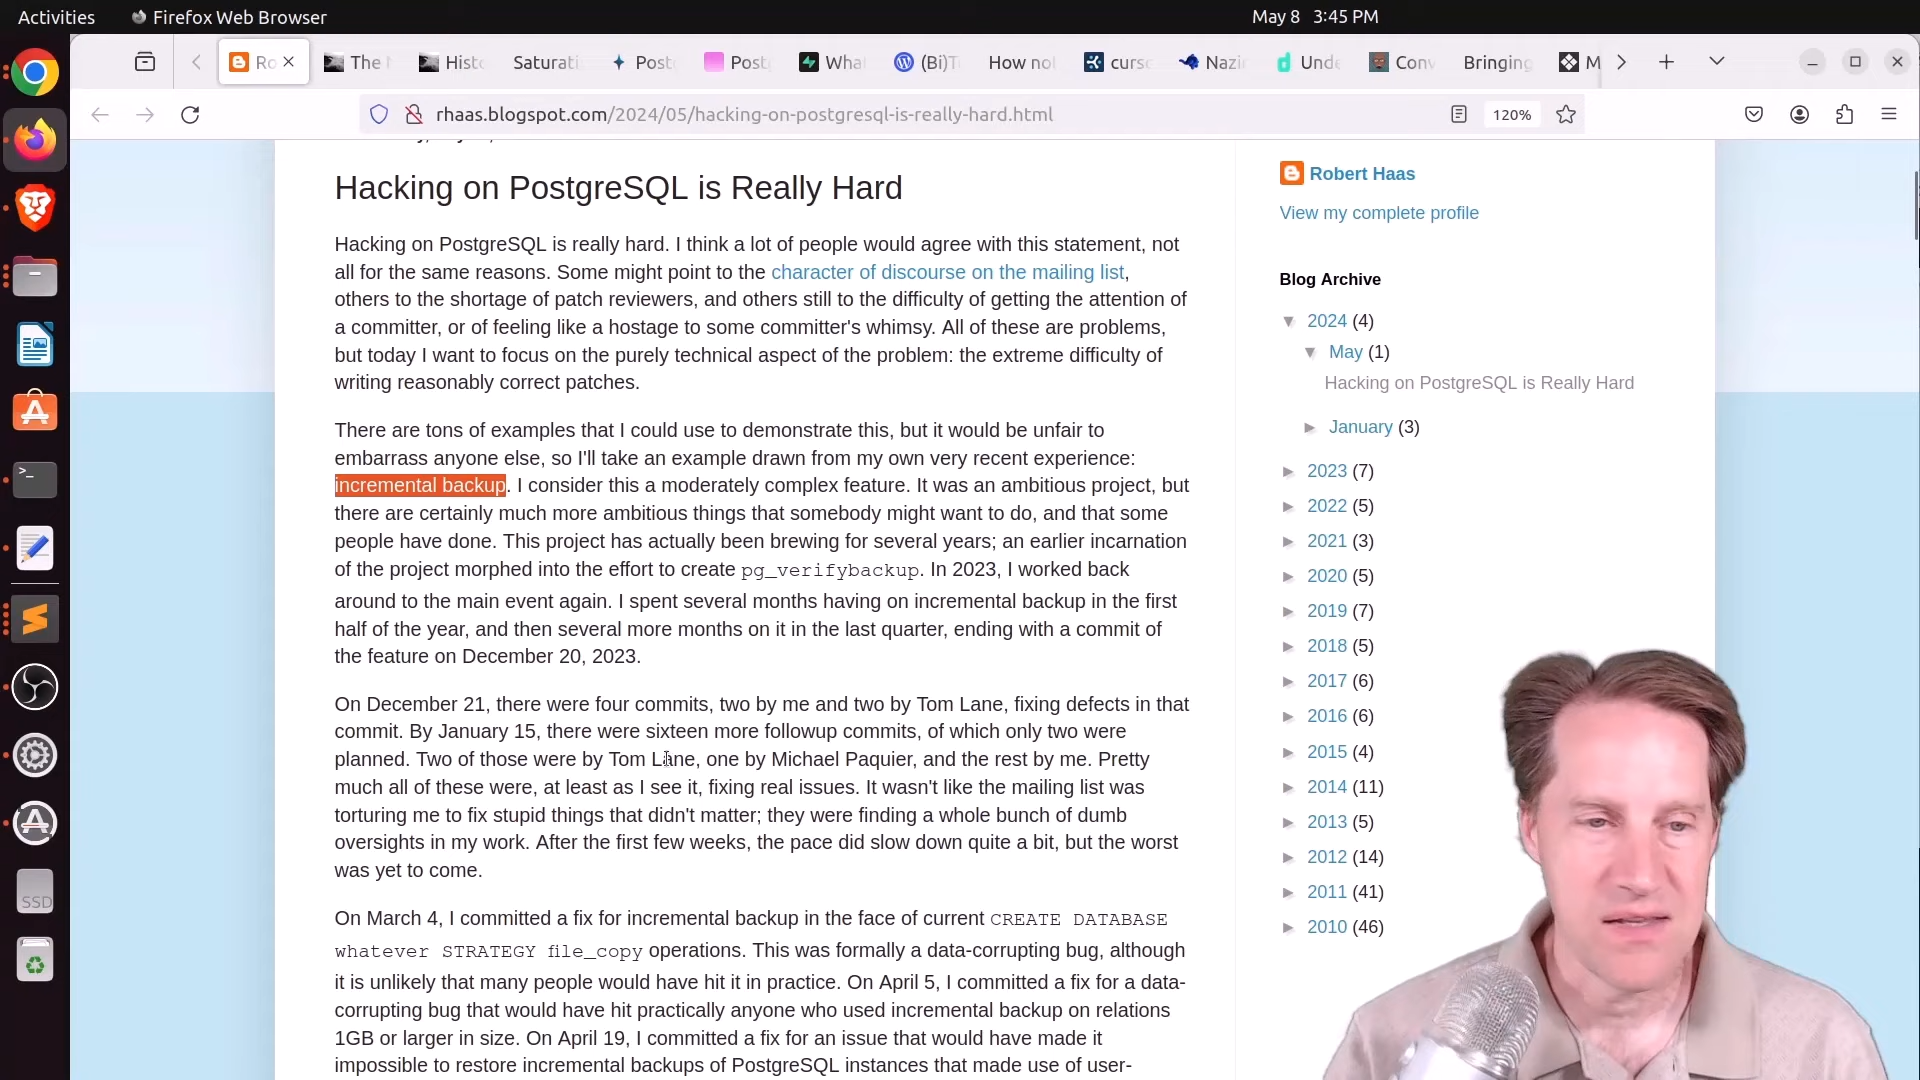 Activities
Firefox Web Browser
May 8 3:45 PM
Ro
The
Histo
Saturati
Postg
Postg
What
(Bi)T
How not
curso
Nazir
Unde
Conv
Bringing
M
rhaas.blogspot.com/2024/05/hacking-on-postgresql-is-really-hard.html
120%
Hacking on PostgreSQL is Really Hard
Hacking on PostgreSQL is really hard. I think a lot of people would agree with this statement, not
all for the same reasons. Some might point to the character of discourse on the mailing list,
others to the shortage of patch reviewers, and others still to the difficulty of getting the attention of
a committer, or of feeling like a hostage to some committer's whimsy. All of these are problems,
but today I want to focus on the purely technical aspect of the problem: the extreme difficulty of
writing reasonably correct patches.
There are tons of examples that I could use to demonstrate this, but it would be unfair to
embarrass anyone else, so I'll take an example drawn from my own very recent experience:
incremental backup. I consider this a moderately complex feature. It was an ambitious project, but
there are certainly much more ambitious things that somebody might want to do, and that some
people have done. This project has actually been brewing for several years; an earlier incarnation
of the project morphed into the effort to create pg_verifybackup. In 2023, I worked back
around to the main event again. I spent several months having on incremental backup in the first
half of the year, and then several more months on it in the last quarter, ending with a commit of
the feature on December 20, 2023.
On December 21, there were four commits, two by me and two by Tom Lane, fixing defects in that
commit. By January 15, there were sixteen more followup commits, of which only two were
planned. Two of those were by Tom Lane, one by Michael Paquier, and the rest by me. Pretty
much all of these were, at least as I see it, fixing real issues. It wasn't like the mailing list was
torturing me to fix stupid things that didn't matter; they were finding a whole bunch of dumb
oversights in my work. After the first few weeks, the pace did slow down quite a bit, but the worst
was yet to come.
On March 4, I committed a fix for incremental backup in the face of current CREATE DATABASE
whatever STRATEGY file_copy operations. This was formally a data-corrupting bug, although
it is unlikely that many people would have hit it in practice. On April 5, I committed a fix for a data-
corrupting bug that would have hit practically anyone who used incremental backup on relations
1GB or larger in size. On April 19, I committed a fix for an issue that would have made it
impossible to restore incremental backups of PostgreSQL instances that made use of user-
Robert Haas
View my complete profile
Blog Archive
▼ 2024 (4)
▼ May (1)
Hacking on PostgreSQL is Really Hard
► January (3)
► 2023 (7)
► 2022 (5)
► 2021 (3)
► 2020 (5)
► 2019 (7)
► 2018 (5)
► 2017 (6)
► 2016 (6)
► 2015 (4)
► 2014 (11)
► 2013 (5)
► 2012 (14)
► 2011 (41)
► 2010 (46)
SSD